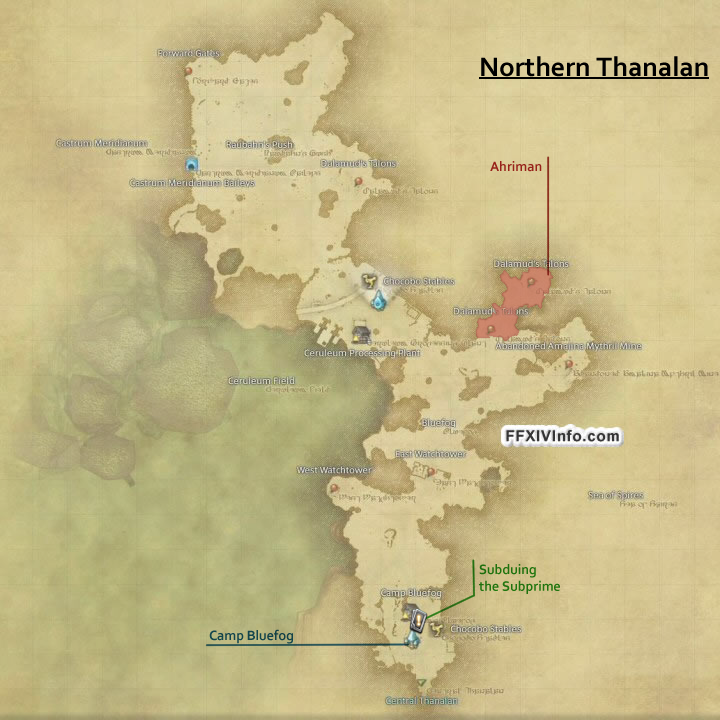 Forward Gates
Northern Thanalan
Castrum Meridianum
Raubahn's Push
Dalamud's Talons
Castrum Meridianum Baileys
Ahriman
Dalamud's Talons
Chocobo Stables
Dalamud's Talons
Ceruleum Processing Plant
Abandoned Amajina Mythril Mine
Ceruleum Field
Bluefog
FFXIVInfo.com
East Watchtower
West Watchtower
Sea of Spires
Subduing
the Subprime
Camp Bluefog
Chocobo Stables
Camp Bluefog
Central Thanalan